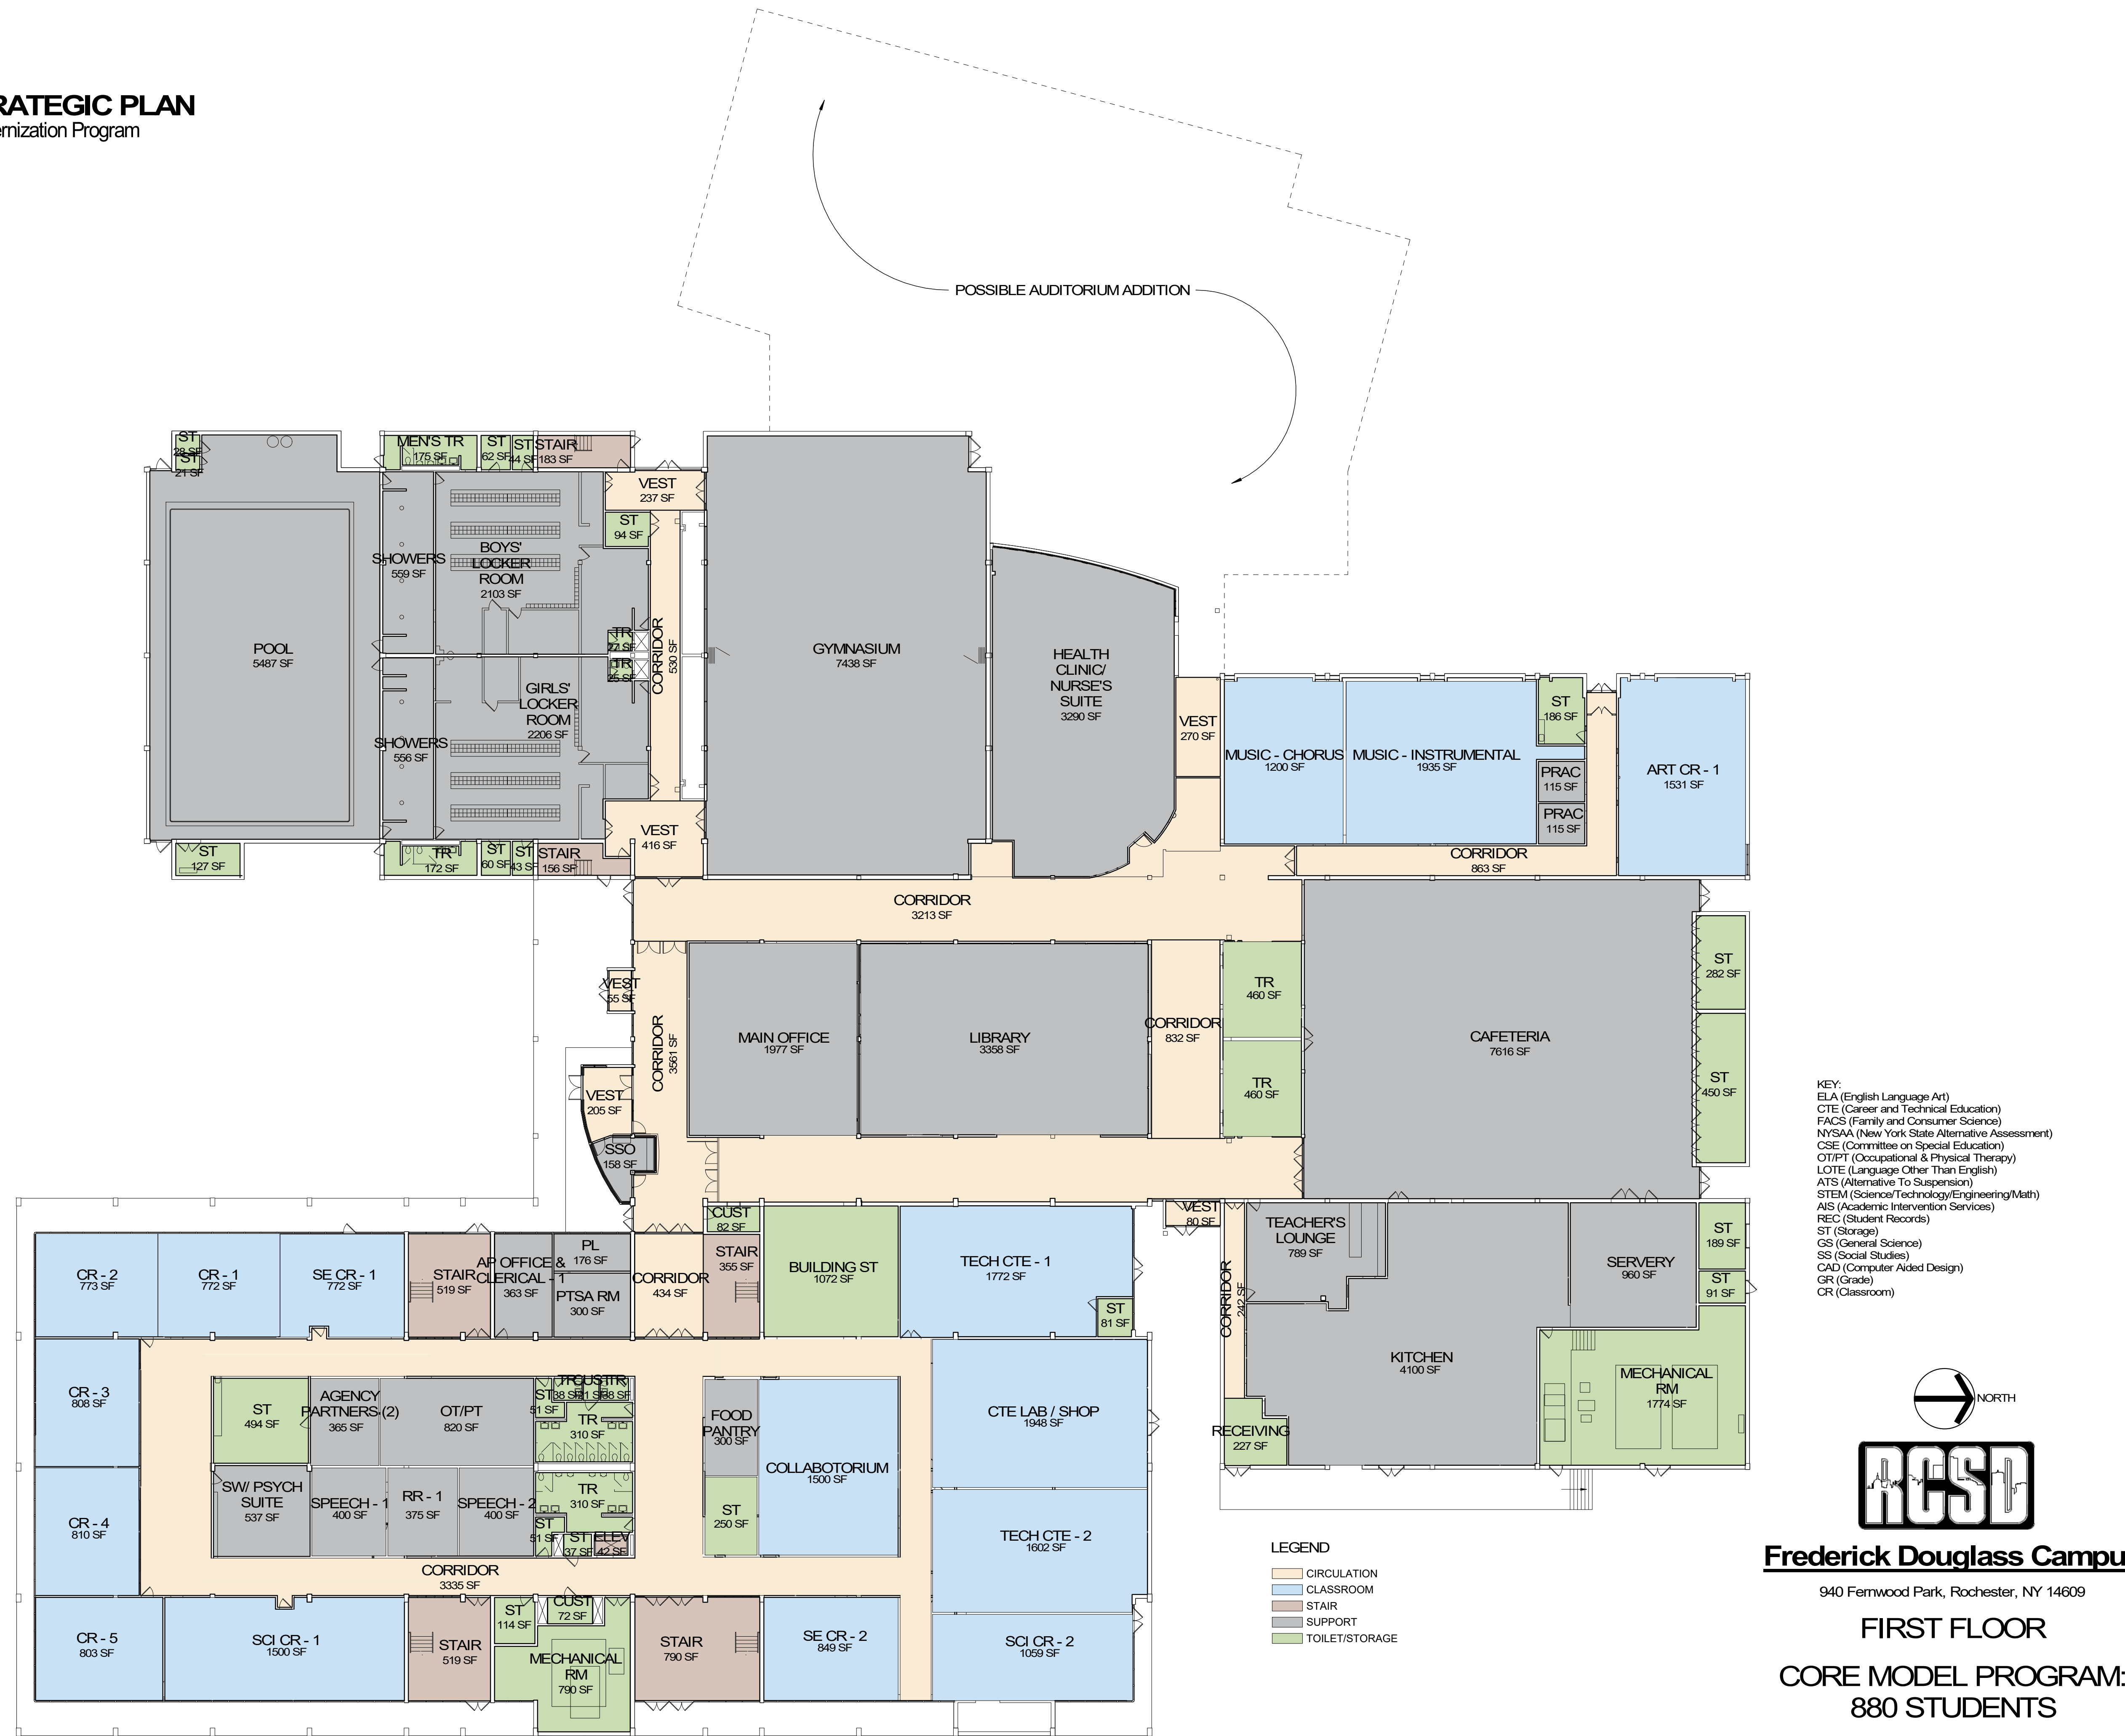 RATEGIC PLAN
ernization Program
POSSIBLE AUDITORIUM ADDITION
ST
28 SF
ST
21 SF
MEN'S TR
175 SF
ST
62 SF
ST
44 SF
STAIR
183 SF
VEST
237 SF
ST
94 SF
SHOWERS
559 SF
BOYS'
LOCKER
ROOM
2103 SF
POOL
5487 SF
TR
TR
25 SF
CORRIDOR
530 SF
GYMNASIUM
7438 SF
HEALTH
CLINIC/
NURSE'S
SUITE
3290 SF
GIRLS'
LOCKER
ROOM
2206 SF
SHOWERS
556 SF
VEST
270 SF
MUSIC - CHORUS
1200 SF
MUSIC - INSTRUMENTAL
1935 SF
ST
186 SF
PRAC
115 SF
PRAC
115 SF
ART CR - 1
1531 SF
VEST
416 SF
ST
127 SF
TR
172 SF
ST
60 SF
ST
43 SF
STAIR
156 SF
CORRIDOR
863 SF
CORRIDOR
3213 SF
VEST
55 SF
CORRIDOR
3561 SF
MAIN OFFICE
1977 SF
LIBRARY
3358 SF
CORRIDOR
832 SF
TR
460 SF
TR
460 SF
CAFETERIA
7616 SF
ST
282 SF
ST
450 SF
VEST
205 SF
SSO
158 SF
KEY:
ELA (English Language Art)
CTE (Career and Technical Education)
FACS (Family and Consumer Science)
NYSAA (New York State Alternative Assessment)
CSE (Committee on Special Education)
OT/PT (Occupational & Physical Therapy)
LOTE (Language Other Than English)
ATS (Alternative To Suspension)
STEM (Science/Technology/Engineering/Math)
AIS (Academic Intervention Services)
REC (Student Records)
ST (Storage)
GS (General Science)
SS (Social Studies)
CAD (Computer Aided Design)
GR (Grade)
CR (Classroom)
CUST
82 SF
VEST
80 SF
TEACHER'S
LOUNGE
789 SF
SERVERY
960 SF
ST
189 SF
ST
91 SF
CR - 2
773 SF
CR - 1
772 SF
SE CR - 1
772 SF
STAIR
519 SF
AP OFFICE &
CLERICAL - 1
363 SF
PL
176 SF
PTSA RM
300 SF
CORRIDOR
434 SF
STAIR
355 SF
BUILDING ST
1072 SF
TECH CTE - 1
1772 SF
ST
81 SF
CORRIDOR
242 SF
KITCHEN
4100 SF
MECHANICAL
RM
1774 SF
RECEIVING
227 SF
CR - 3
808 SF
ST
494 SF
AGENCY
PARTNERS (2)
365 SF
OT/PT
820 SF
ST
51 SF
TR
38 SF
CUST
21 SF
TR
38 SF
TR
310 SF
FOOD
PANTRY
300 SF
COLLABOTORIUM
1500 SF
CTE LAB / SHOP
1948 SF
CR - 4
810 SF
SW/ PSYCH
SUITE
537 SF
SPEECH - 1
400 SF
RR - 1
375 SF
SPEECH - 2
400 SF
TR
310 SF
ST
51 SF
ST
37 SF
ELEV
42 SF
ST
250 SF
TECH CTE - 2
1602 SF
CORRIDOR
3335 SF
CR - 5
803 SF
SCI CR - 1
1500 SF
STAIR
519 SF
ST
114 SF
CUST
72 SF
MECHANICAL
RM
790 SF
STAIR
790 SF
SE CR - 2
849 SF
SCI CR - 2
1059 SF
LEGEND
CIRCULATION
CLASSROOM
STAIR
SUPPORT
TOILET/STORAGE
NORTH
RCSD
Frederick Douglass Campu
940 Fernwood Park, Rochester, NY 14609
FIRST FLOOR
CORE MODEL PROGRAM:
880 STUDENTS